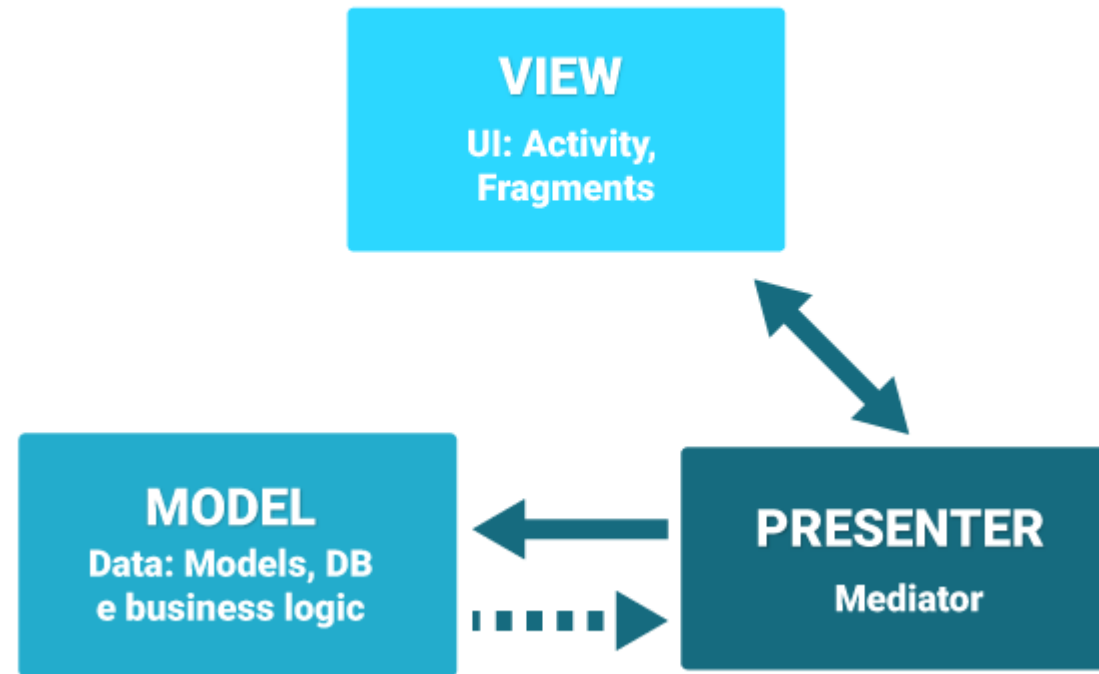 VIEW
UI: Activity,
Fragments
MODEL
Data: Models, DB
e business logic
PRESENTER
Mediator